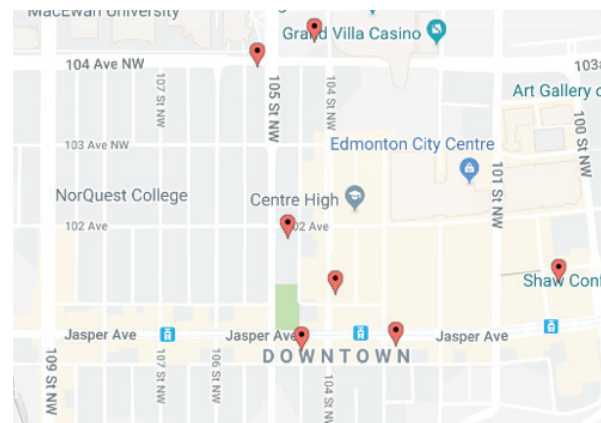 MacEwan University
Grand Villa Casino
104 Ave NW
103a
107 St NW
105 St NW
104 St NW
Art Gallery o
100 St NW
103 Ave NW
Edmonton City Centre
101 St NW
NorQuest College
Centre High
102 Ave
02 Ave
Shaw Conf
Jasper Ave
Jasper Ave
Jasper Ave
DOWNTOWN
109 St NW
107 St NW
106 St NW
104 St NW